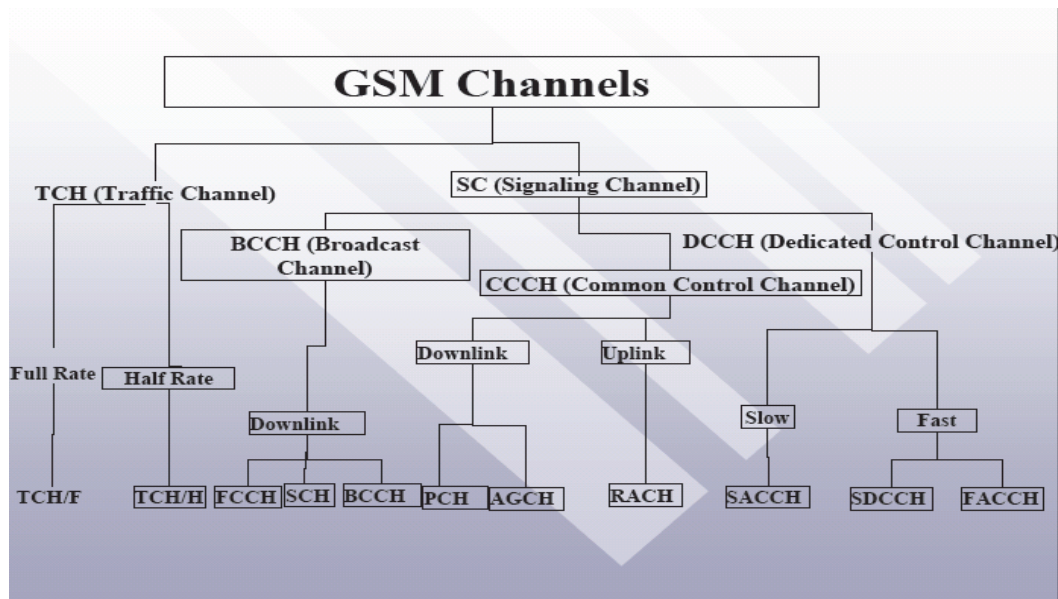 GSM Channels
TCH (Traffic Channel)
SC (Signaling Channel)
BCCH (Broadcast
Channel)
DCCH (Dedicated Control Channel)
CCCH (Common Control Channel)
Downlink
Uplink
Full Rate
Half Rate
Downlink
Slow
Fast
TCH/F
TCH/H
FCCH
SCH
BCCH
PCH
AGCH
RACH
SACCH
SDCCH
FACCH